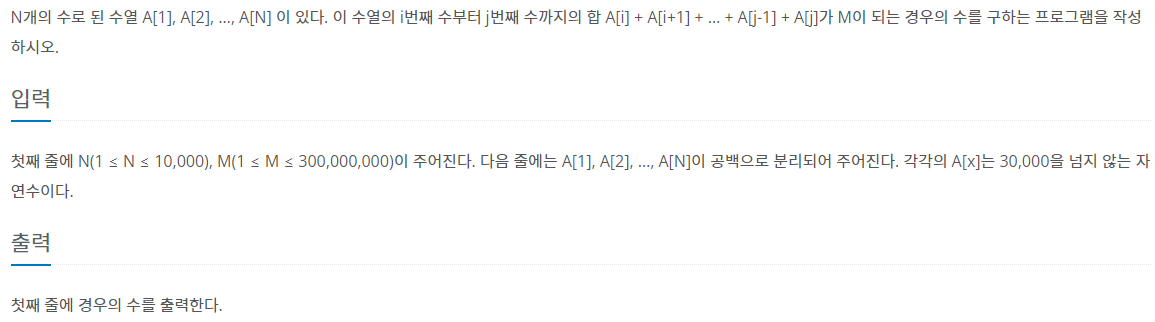 N개의 수로 된 수열 A[1], A[2], …, A[N] 이 있다. 이 수열의 i번째 수부터 j번째 수까지의 합 A[i] + A[i+1] + … + A[j-1] + A[j]가 M이 되는 경우의 수를 구하는 프로그램을 작성
하시오.
입력
첫째 줄에 N(1 ≤ N ≤ 10,000), M(1 ≤ M ≤ 300,000,000)이 주어진다. 다음 줄에는 A[1], A[2], …, A[N]이 공백으로 분리되어 주어진다. 각각의 A[x]는 30,000을 넘지 않는 자
연수이다.
출력
첫째 줄에 경우의 수를 출력한다.